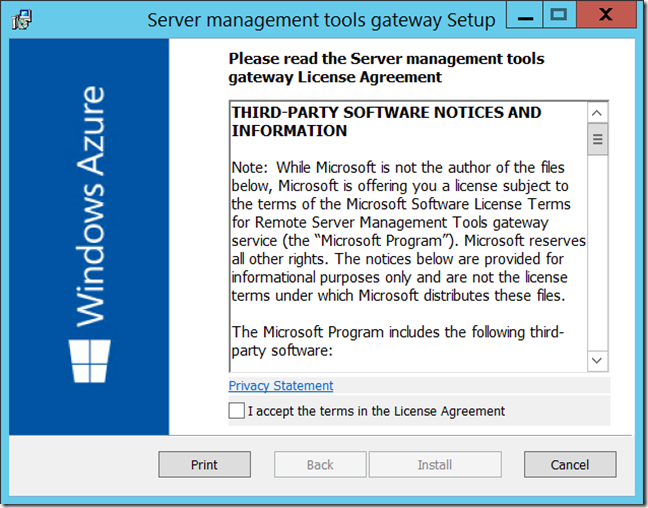 Server management tools gateway Setup
Windows Azure
Please read the Server management tools
gateway License Agreement
THIRD-PARTY SOFTWARE NOTICES AND
INFORMATION
Note:  While Microsoft is not the author of the files
below, Microsoft is offering you a license subject to
the terms of the Microsoft Software License Terms
for Remote Server Management Tools gateway
service (the “Microsoft Program”). Microsoft reserves
all other rights. The notices below are provided for
informational purposes only and are not the license
terms under which Microsoft distributes these files.
The Microsoft Program includes the following third-
party software:
Privacy Statement
I accept the terms in the License Agreement
Print
Back
Install
Cancel